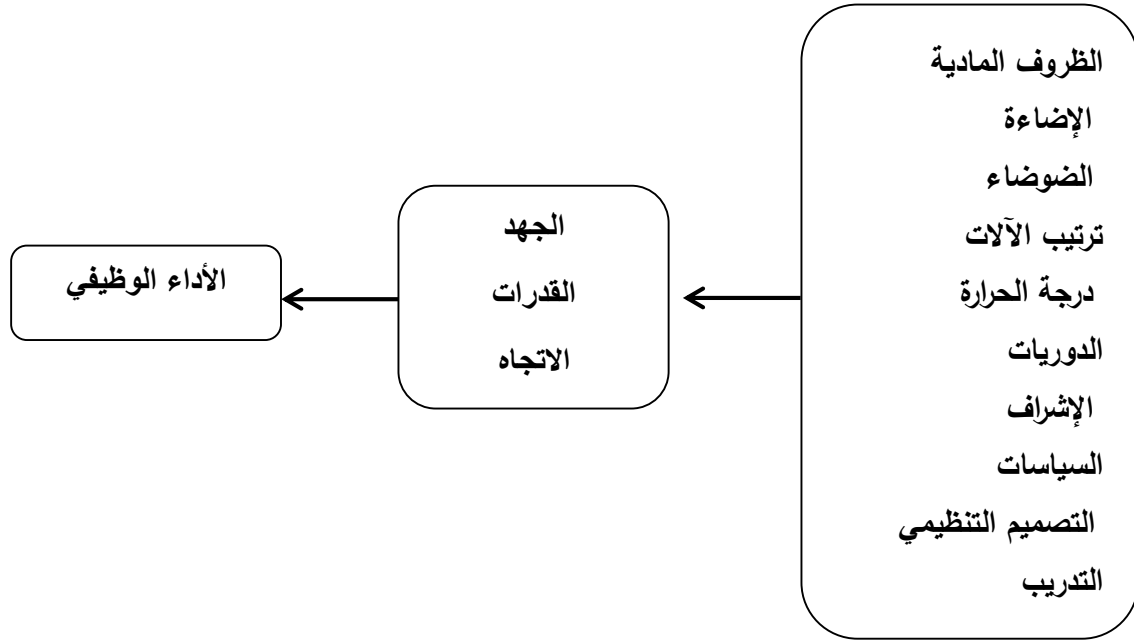 الظروف المادية
الإضاءة
الضوضاء
ترتيب الآلات
درجة الحرارة
الدوريات
الإشراف
السياسات
التصميم التنظيمي
التدريب
الجهد
القدرات
الاتجاه
الأداء الوظيفي